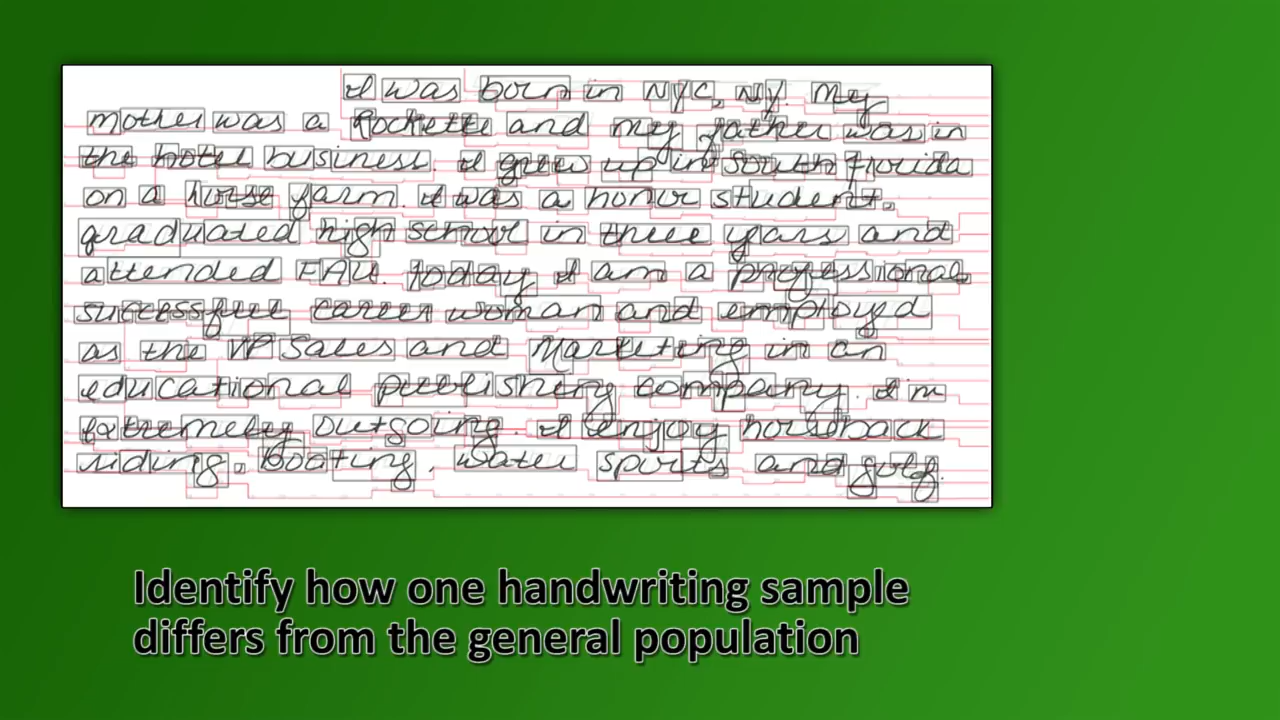 I was born in NYC, NY. My
mother was a Rockette and my father was in
the hotel business. I grew up in South Florida
on a horse farm. I was a honor student.
graduated high school in three years and
attended FAU. Today I am a professional
successful career woman and employd
as the VP Sales and Marketing in an
educational publishing company. I'm
extremely outgoing. I enjoy horseback
riding, boating, water sports and golf.
Identify how one handwriting sample
differs from the general population